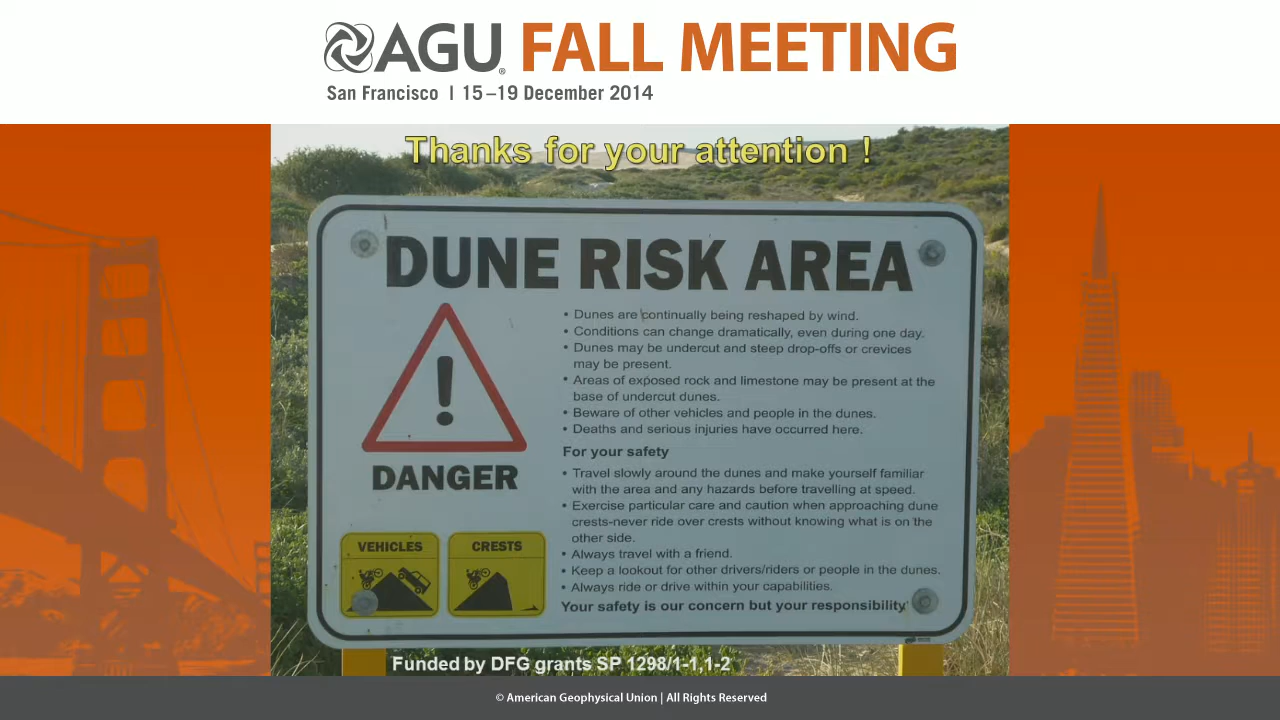 AGU FALL MEETING
San Francisco | 15–19 December 2014
Thanks for your attention !
DUNE RISK AREA
• Dunes are continually being reshaped by wind.
• Conditions can change dramatically, even during one day.
• Dunes may be undercut and steep drop-offs or crevices
may be present.
• Areas of exposed rock and limestone may be present at the
base of undercut dunes.
• Beware of other vehicles and people in the dunes.
• Deaths and serious injuries have occurred here.
DANGER
For your safety
• Travel slowly around the dunes and make yourself familiar
with the area and any hazards before travelling at speed.
• Exercise particular care and caution when approaching dune
crests-never ride over crests without knowing what is on the
other side.
• Always travel with a friend.
• Keep a lookout for other drivers/riders or people in the dunes.
• Always ride or drive within your capabilities.
Your safety is our concern but your responsibility
VEHICLES
CRESTS
Funded by DFG grants SP 1298/1-1,1-2
© American Geophysical Union | All Rights Reserved